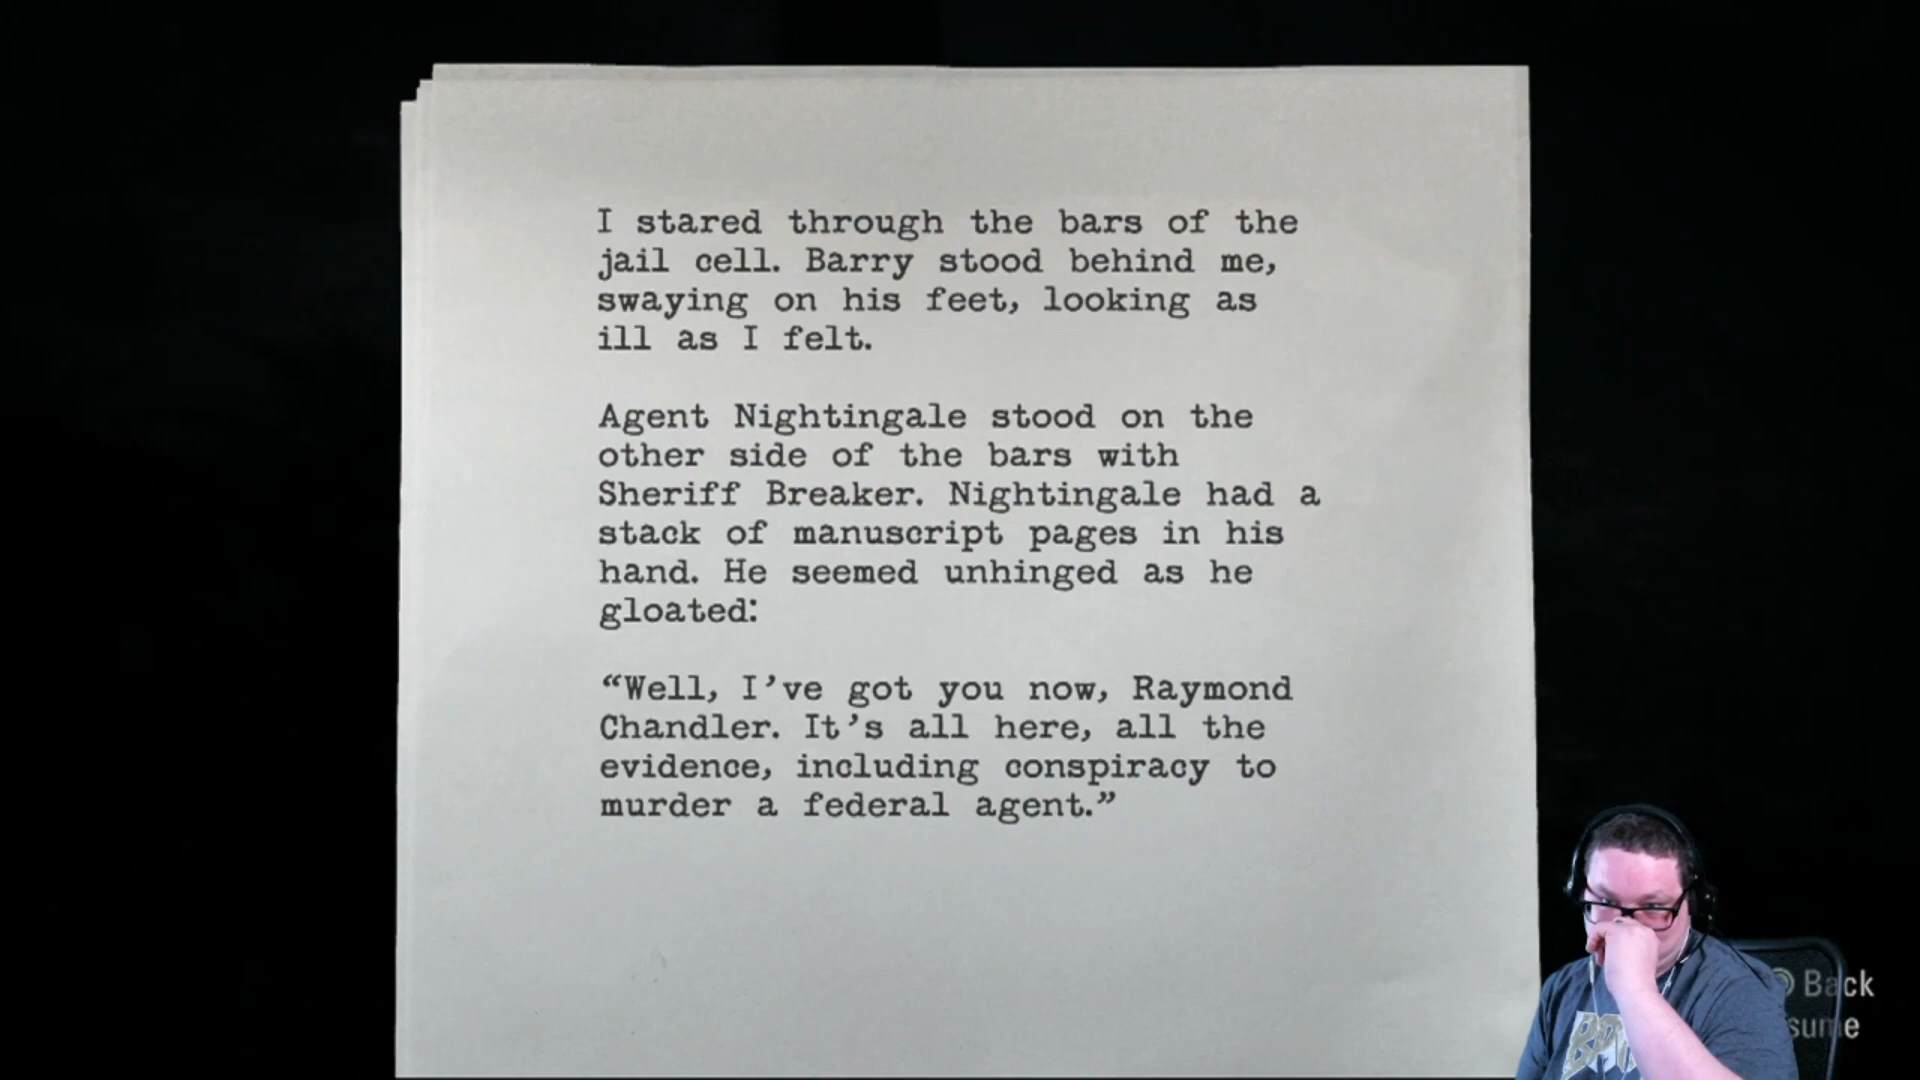 I stared through the bars of the
jail cell. Barry stood behind me,
swaying on his feet, looking as
ill as I felt.
Agent Nightingale stood on the
other side of the bars with
Sheriff Breaker. Nightingale had a
stack of manuscript pages in his
hand. He seemed unhinged as he
gloated:
“Well, I’ve got you now, Raymond
Chandler. It’s all here, all the
evidence, including conspiracy to
murder a federal agent.”
Back
sume